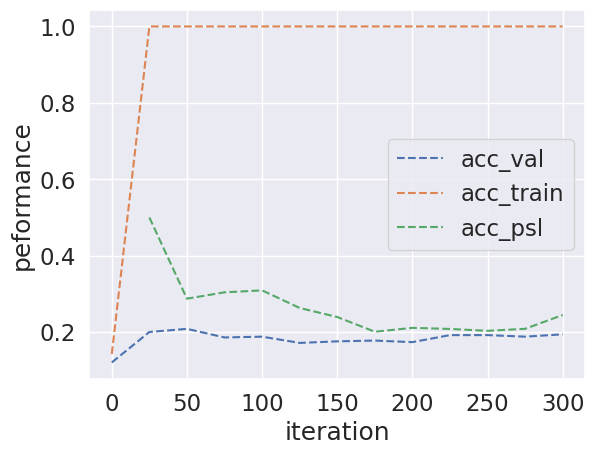 1.0
0.8
0.6
0.4
0.2
peformance
acc_val
acc_train
acc_psl
0 50 100 150 200 250 300
iteration